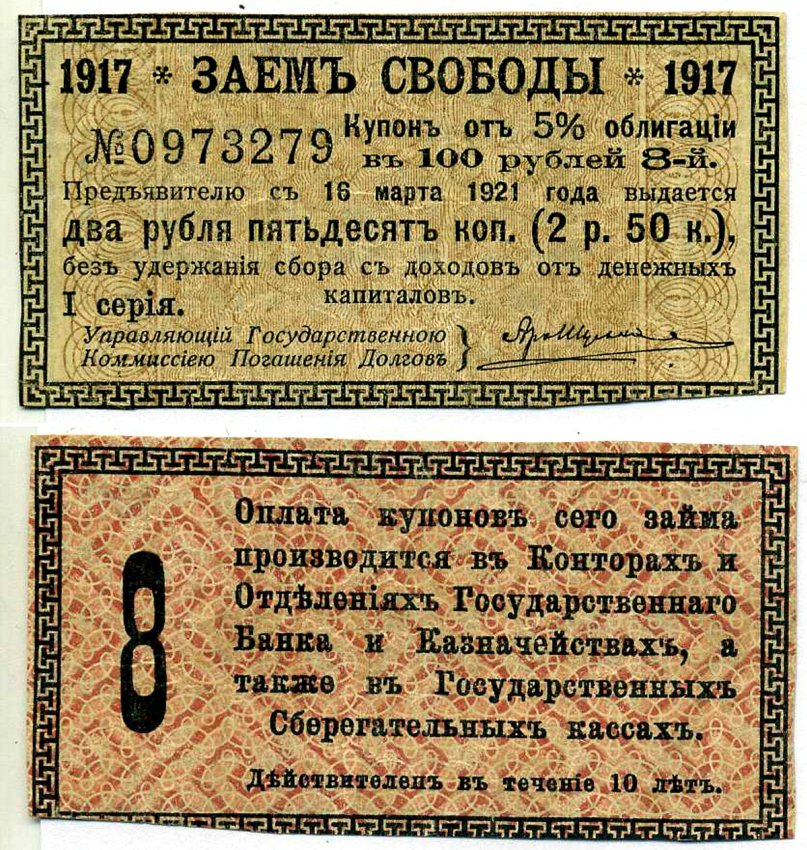 1917 * ЗАЕМЪ СВОБОДЫ * 1917
№0973279
Купонъ отъ 5% облигаціи
въ 100 рублей 8-й.
Предъявителю съ 16 марта 1921 года выдается
два рубля пятьдесятъ коп. (2 р. 50 к.),
безъ удержанія сбора съ доходовъ отъ денежныхъ
капиталовъ.
I серія.
Управляющій Государственною
Коммиссіею Погашенія Долговъ
8
Оплата купоновъ сего займа
производится въ Конторахъ и
Отдѣленіяхъ Государственнаго
Банка и Казначействахъ, а
также въ Государственныхъ
Сберегательныхъ кассахъ.
Дѣйствителенъ въ теченіе 10 лѣтъ.